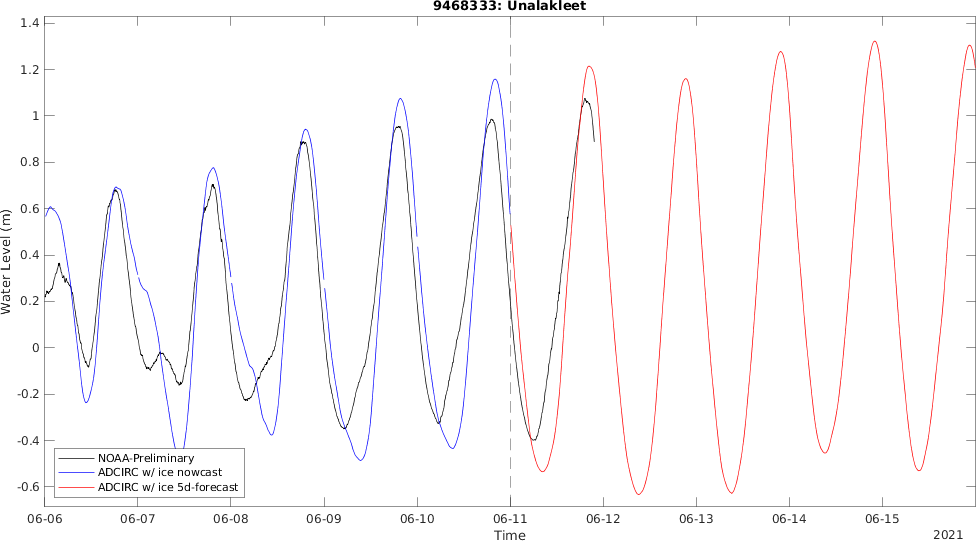 9468333: Unalakleet
1.4
1.2
1
0.8
0.6
0.4
0.2
0
-0.2
-0.4
-0.6
Water Level (m)
NOAA-Preliminary
ADCIRC w/ ice nowcast
ADCIRC w/ ice 5d-forecast
06-06 06-07 06-08 06-09 06-10 06-11 06-12 06-13 06-14 06-15
Time
2021